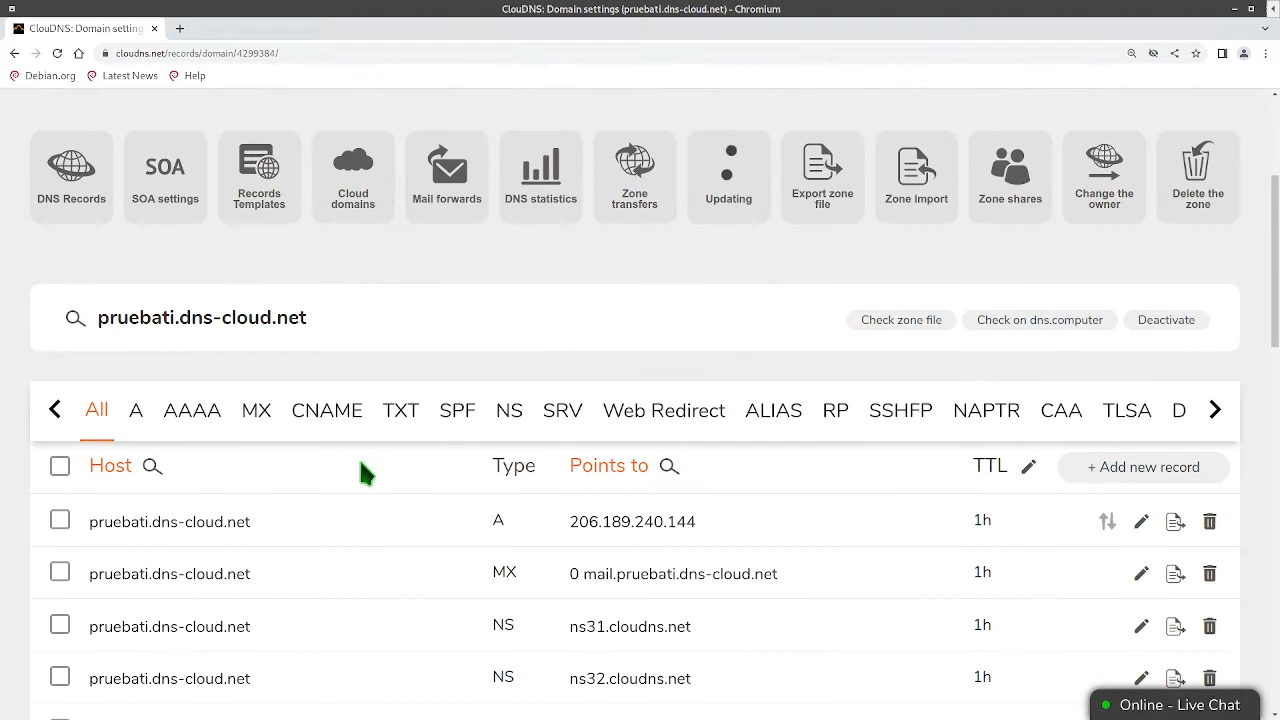 ClouDNS: Domain settings (pruebati.dns-cloud.net) - Chromium
ClouDNS: Domain setting
cloudns.net/records/domain/4299384/
Debian.org Latest News Help
DNS Records
SOA
SOA settings
Records Templates
Cloud domains
Mail forwards
DNS statistics
Zone transfers
Updating
Export zone file
Zone Import
Zone shares
Change the owner
Delete the zone
pruebati.dns-cloud.net Check zone file Check on dns.computer Deactivate
All A AAAA MX CNAME TXT SPF NS SRV Web Redirect ALIAS RP SSHFP NAPTR CAA TLSA D
Host Type Points to TTL + Add new record
pruebati.dns-cloud.net A 206.189.240.144 1h
pruebati.dns-cloud.net MX 0 mail.pruebati.dns-cloud.net 1h
pruebati.dns-cloud.net NS ns31.cloudns.net 1h
pruebati.dns-cloud.net NS ns32.cloudns.net 1h
Online - Live Chat